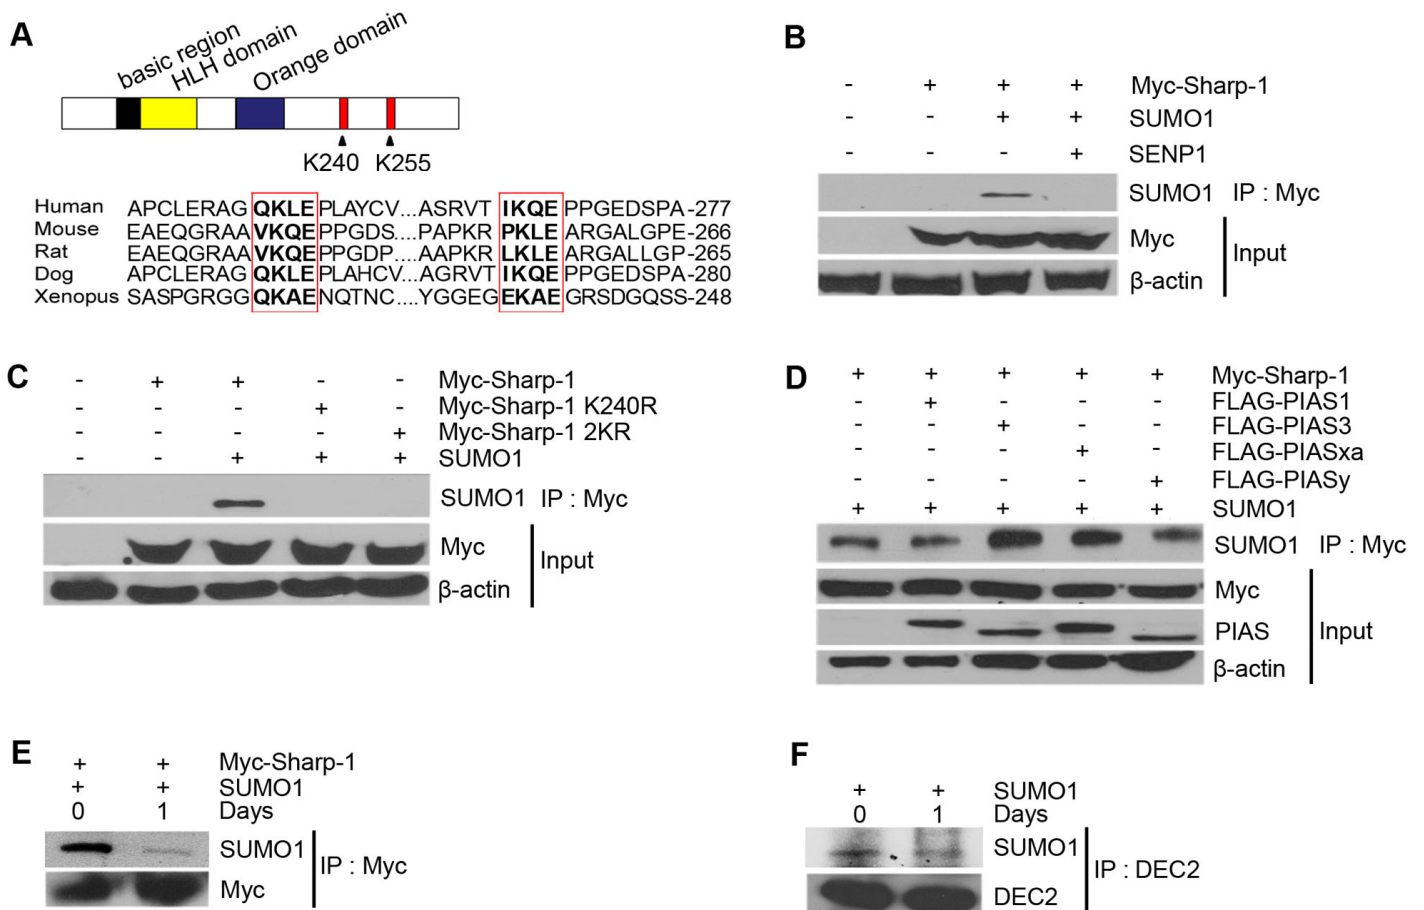 A
basic region
HLH domain
Orange domain
K240 K255
Human APCLERAG QKLE PLAYCV...ASRVT IKQE PPGEDSPA-277
Mouse EAEQGRAA VKQE PPGDS....PAPKR PKLE ARGALGPE-266
Rat EAEQGRAA VKQE PPGDP....AAPKR LKLE ARGALLGP-265
Dog APCLERAG QKLE PLAHCV...AGRVT IKQE PPGEDSPA-280
Xenopus SASPGRGG QKAE NQTNC....YGGEG EKAE GRSDGQSS-248
B
- + + + Myc-Sharp-1
- - + + SUMO1
- - - + SENP1
SUMO1 IP : Myc
Myc
Input
β-actin
C
- + + - - Myc-Sharp-1
- - - + - Myc-Sharp-1 K240R
- - - - + Myc-Sharp-1 2KR
- - + + + SUMO1
SUMO1 IP : Myc
Myc
Input
β-actin
D
+ + + + + Myc-Sharp-1
- + - - - FLAG-PIAS1
- - + - - FLAG-PIAS3
- - - + - FLAG-PIASxa
- - - - + FLAG-PIASy
+ + + + + SUMO1
SUMO1 IP : Myc
Myc
PIAS
Input
β-actin
E
+ + Myc-Sharp-1
+ + SUMO1
0 1 Days
SUMO1
IP : Myc
Myc
F
+ + SUMO1
0 1 Days
SUMO1
IP : DEC2
DEC2